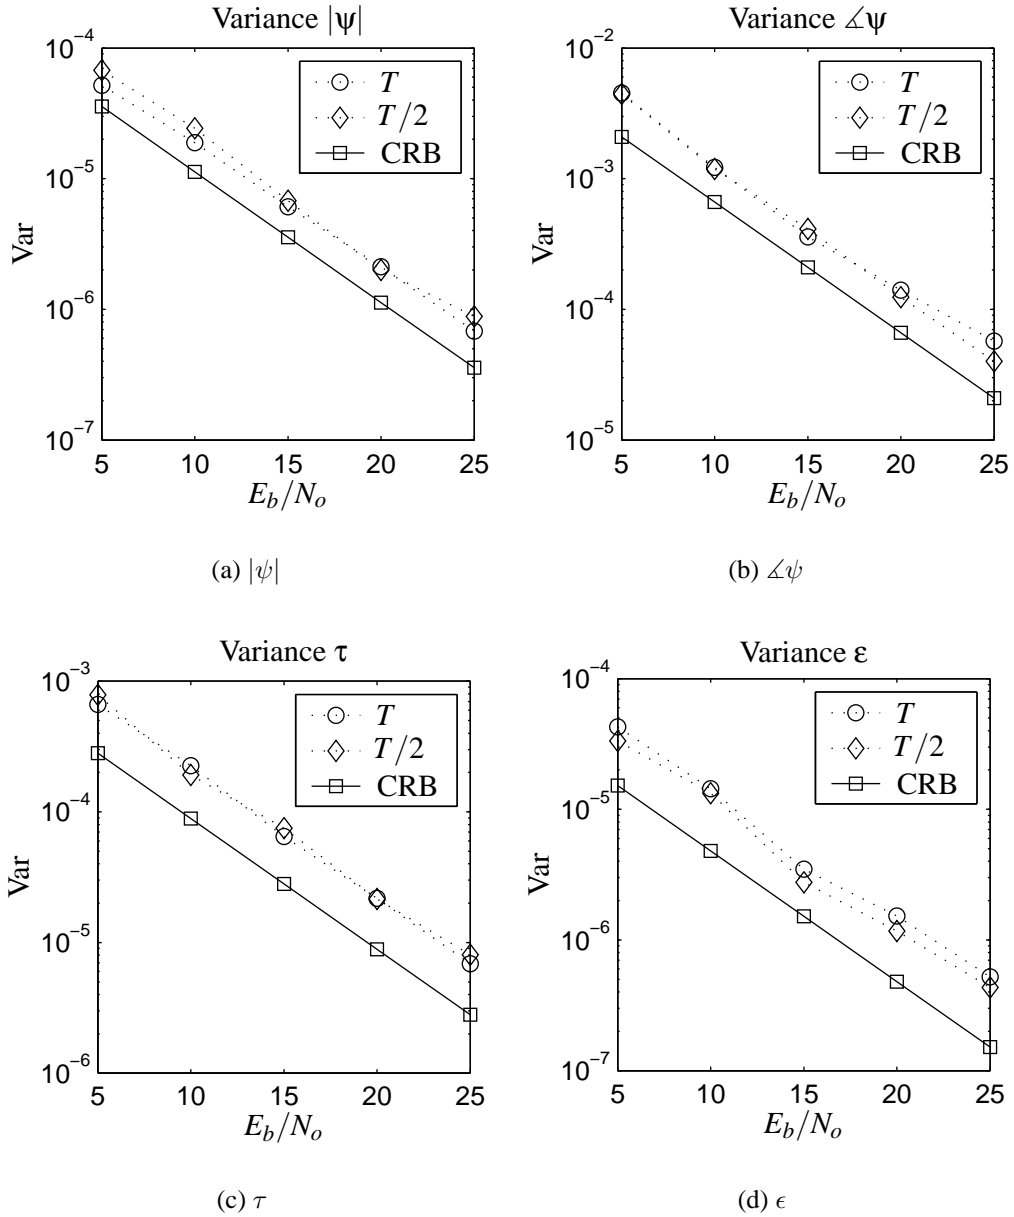 Variance |ψ|
10⁻⁴
10⁻⁵
10⁻⁶
10⁻⁷
Var
T
T/2
CRB
5 10 15 20 25
E_b/N_o
(a) |ψ|
Variance ∡ψ
10⁻²
10⁻³
10⁻⁴
10⁻⁵
Var
T
T/2
CRB
5 10 15 20 25
E_b/N_o
(b) ∡ψ
Variance τ
10⁻³
10⁻⁴
10⁻⁵
10⁻⁶
Var
T
T/2
CRB
5 10 15 20 25
E_b/N_o
(c) τ
Variance ε
10⁻⁴
10⁻⁵
10⁻⁶
10⁻⁷
Var
T
T/2
CRB
5 10 15 20 25
E_b/N_o
(d) ϵ